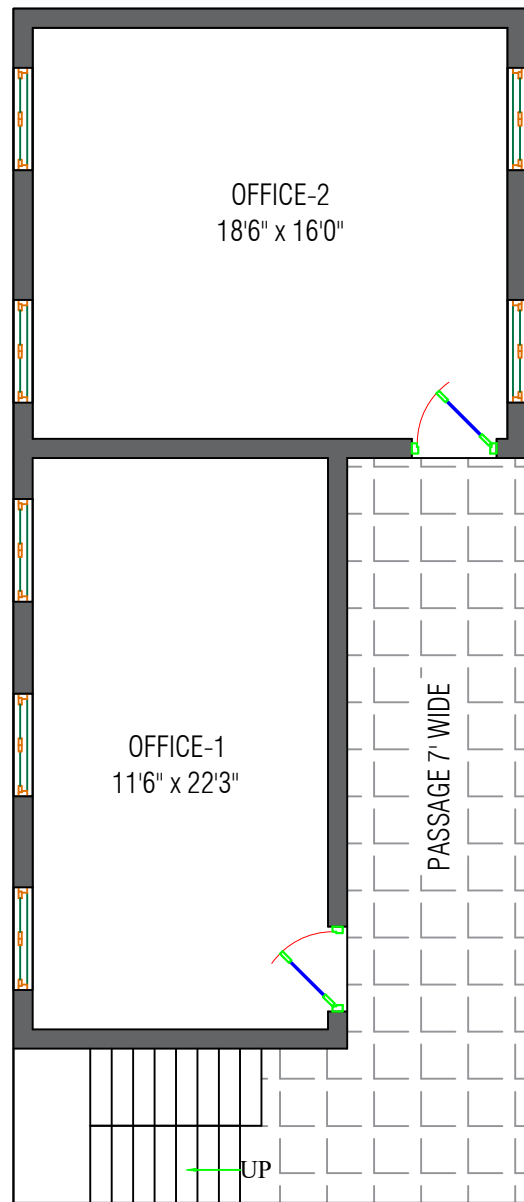 OFFICE-2
18'6" x 16'0"
OFFICE-1
11'6" x 22'3"
PASSAGE 7' WIDE
UP